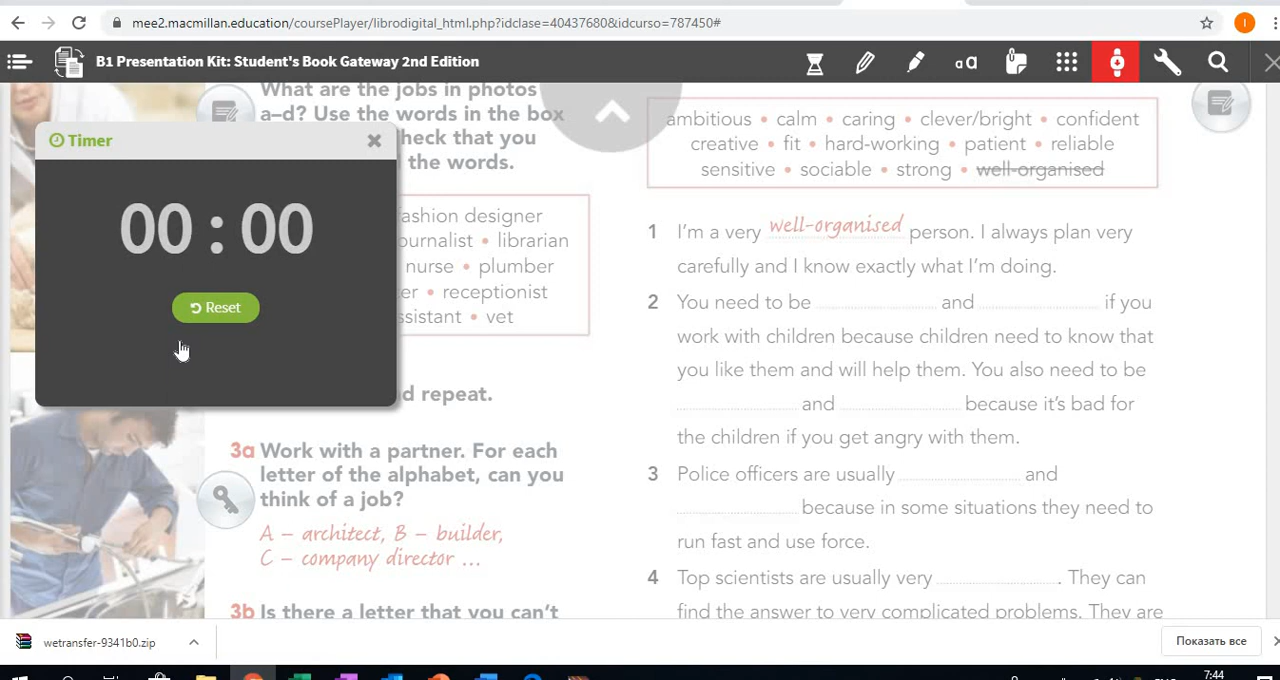 mee2.macmillan.education/coursePlayer/librodigital_html.php?idclase=40437680&idcurso=787450#
I
B1 Presentation Kit: Student's Book Gateway 2nd Edition
aa
What are the jobs in photos
a–d? Use the words in the box
heck that you
the words.
Timer
00 : 00
Reset
fashion designer
ournalist • librarian
nurse • plumber
er • receptionist
ssistant • vet
d repeat.
3a Work with a partner. For each
letter of the alphabet, can you
think of a job?
A – architect, B – builder,
C – company director ...
3b Is there a letter that you can't
ambitious • calm • caring • clever/bright • confident
creative • fit • hard-working • patient • reliable
sensitive • sociable • strong • well-organised
1 I'm a very well-organised person. I always plan very
carefully and I know exactly what I'm doing.
2 You need to be and if you
work with children because children need to know that
you like them and will help them. You also need to be
and because it's bad for
the children if you get angry with them.
3 Police officers are usually and
because in some situations they need to
run fast and use force.
4 Top scientists are usually very . They can
find the answer to very complicated problems. They are
wetransfer-9341b0.zip
Показать все
7:44